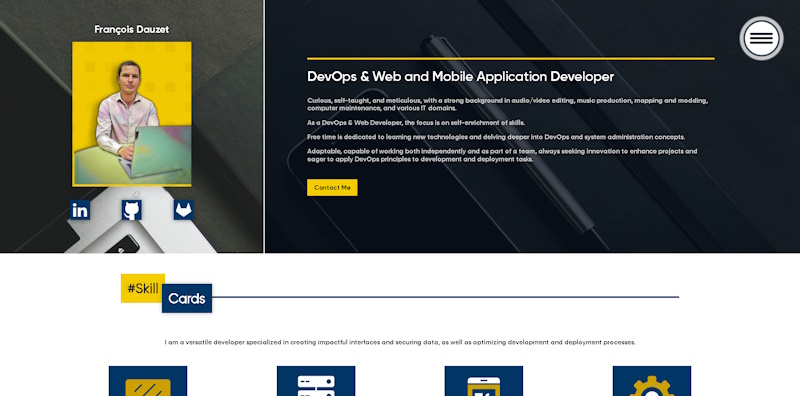 François Dauzet
DevOps & Web and Mobile Application Developer
Curious, self-taught, and meticulous, with a strong background in audio/video editing, music production, mapping and modding,
computer maintenance, and various IT domains.
As a DevOps & Web Developer, the focus is on self-enrichment of skills.
Free time is dedicated to learning new technologies and delving deeper into DevOps and system administration concepts.
Adaptable, capable of working both independently and as part of a team, always seeking innovation to enhance projects and
eager to apply DevOps principles to development and deployment tasks.
Contact Me
in
#Skill
Cards
I am a versatile developer specialized in creating impactful interfaces and securing data, as well as optimizing development and deployment processes.